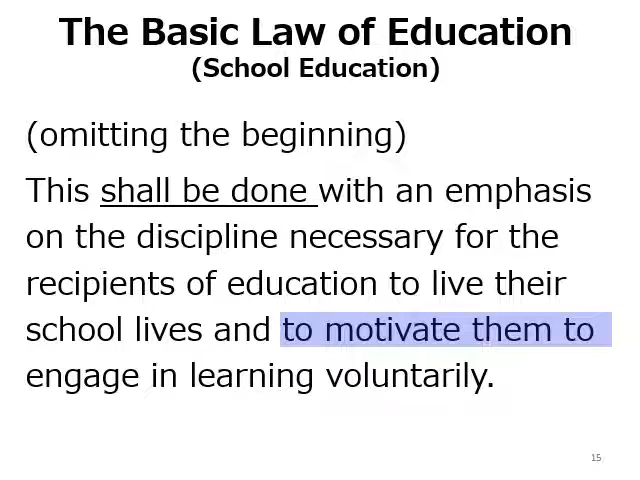 The Basic Law of Education
(School Education)
(omitting the beginning)
This shall be done with an emphasis
on the discipline necessary for the
recipients of education to live their
school lives and to motivate them to
engage in learning voluntarily.
15